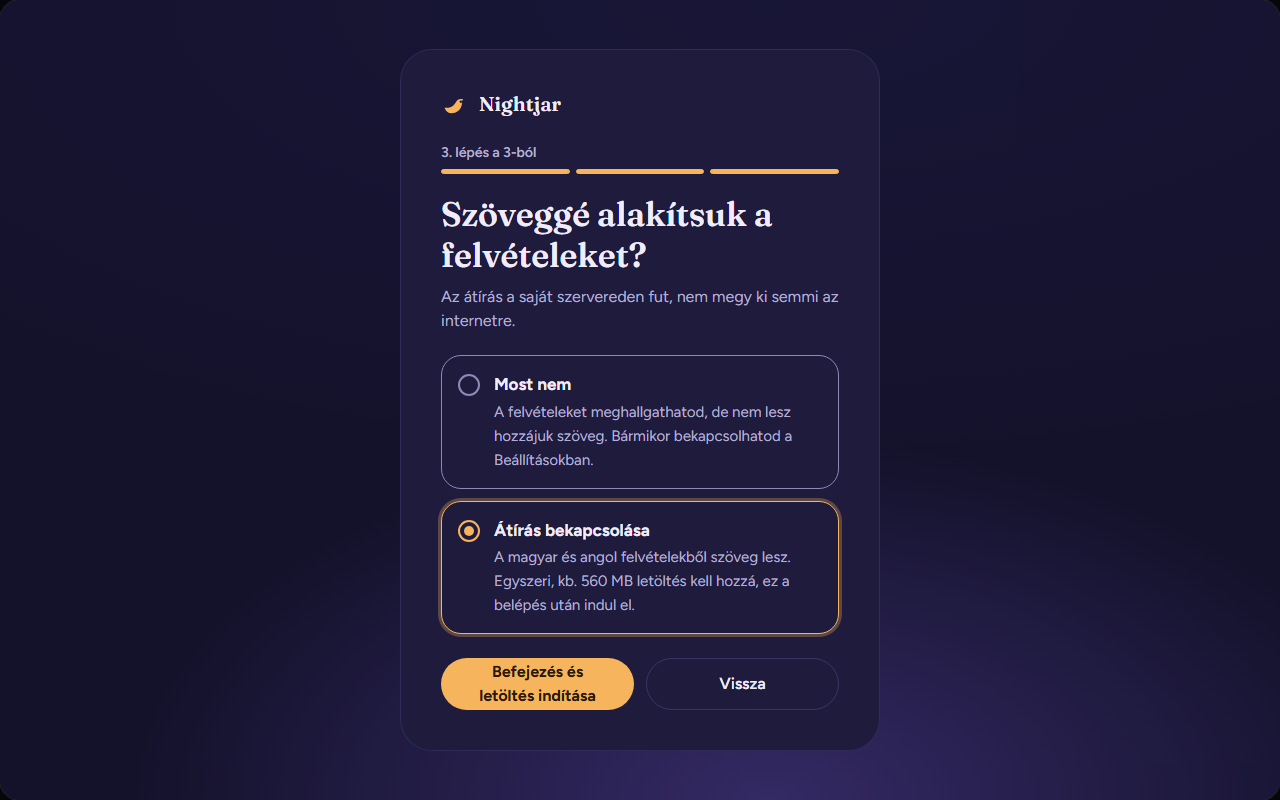 Nightjar
3. lépés a 3-ból
Szöveggé alakítsuk a
felvételeket?
Az átírás a saját szervereden fut, nem megy ki semmi az
internetre.
Most nem
A felvételeket meghallgathatod, de nem lesz
hozzájuk szöveg. Bármikor bekapcsolhatod a
Beállításokban.
Átírás bekapcsolása
A magyar és angol felvételekből szöveg lesz.
Egyszeri, kb. 560 MB letöltés kell hozzá, ez a
belépés után indul el.
Befejezés és
letöltés indítása
Vissza